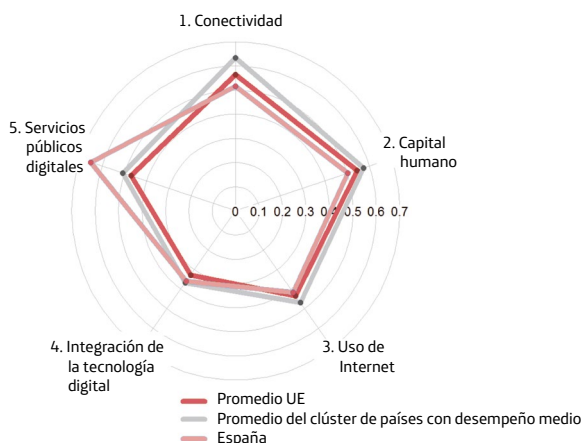 1. Conectividad
5. Servicios
públicos
digitales
2. Capital
humano
0 0.1 0.2 0.3 0.4 0.5 0.6 0.7
4. Integración de
la tecnología
digital
3. Uso de
Internet
Promedio UE
Promedio del clúster de países con desempeño medio
España